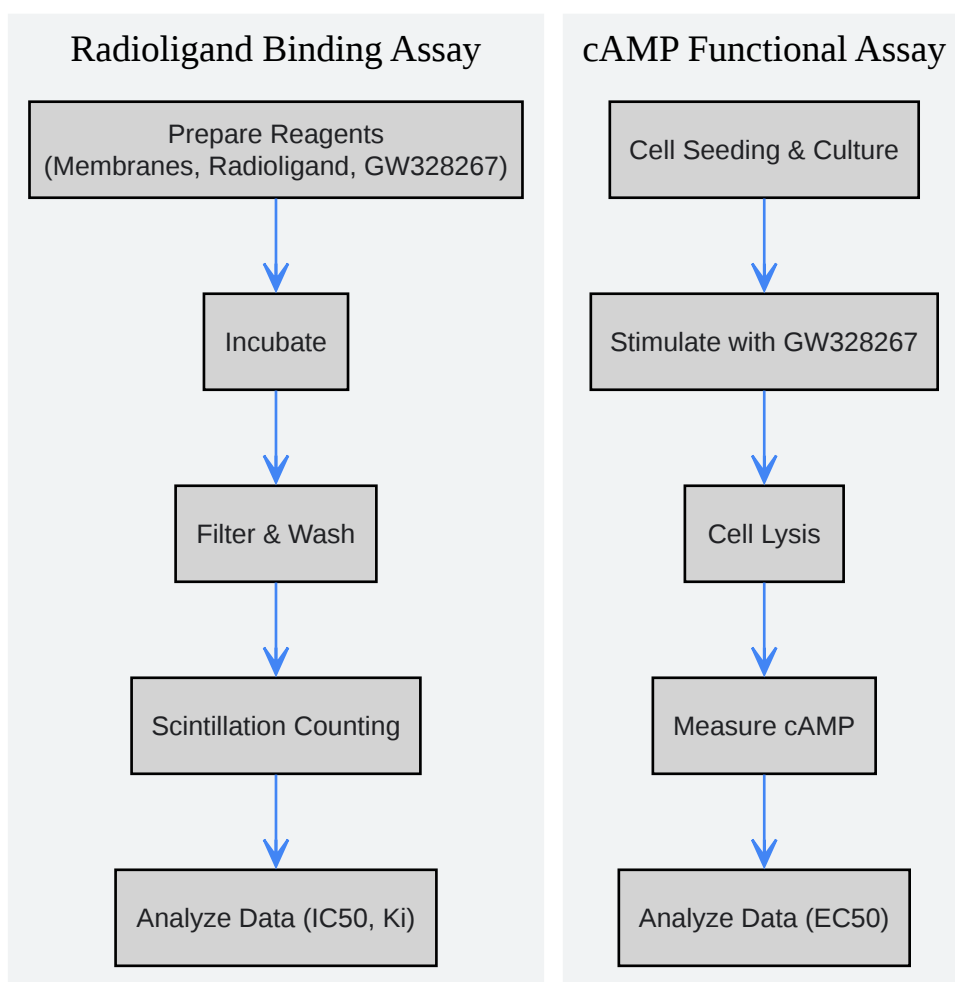 Radioligand Binding Assay
Prepare Reagents
(Membranes, Radioligand, GW328267)
Incubate
Filter & Wash
Scintillation Counting
Analyze Data (IC50, Ki)
cAMP Functional Assay
Cell Seeding & Culture
Stimulate with GW328267
Cell Lysis
Measure cAMP
Analyze Data (EC50)